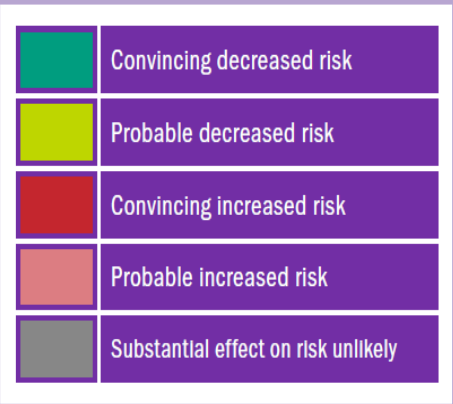 Convincing decreased risk
Probable decreased risk
Convincing increased risk
Probable increased risk
Substantial effect on risk unlikely